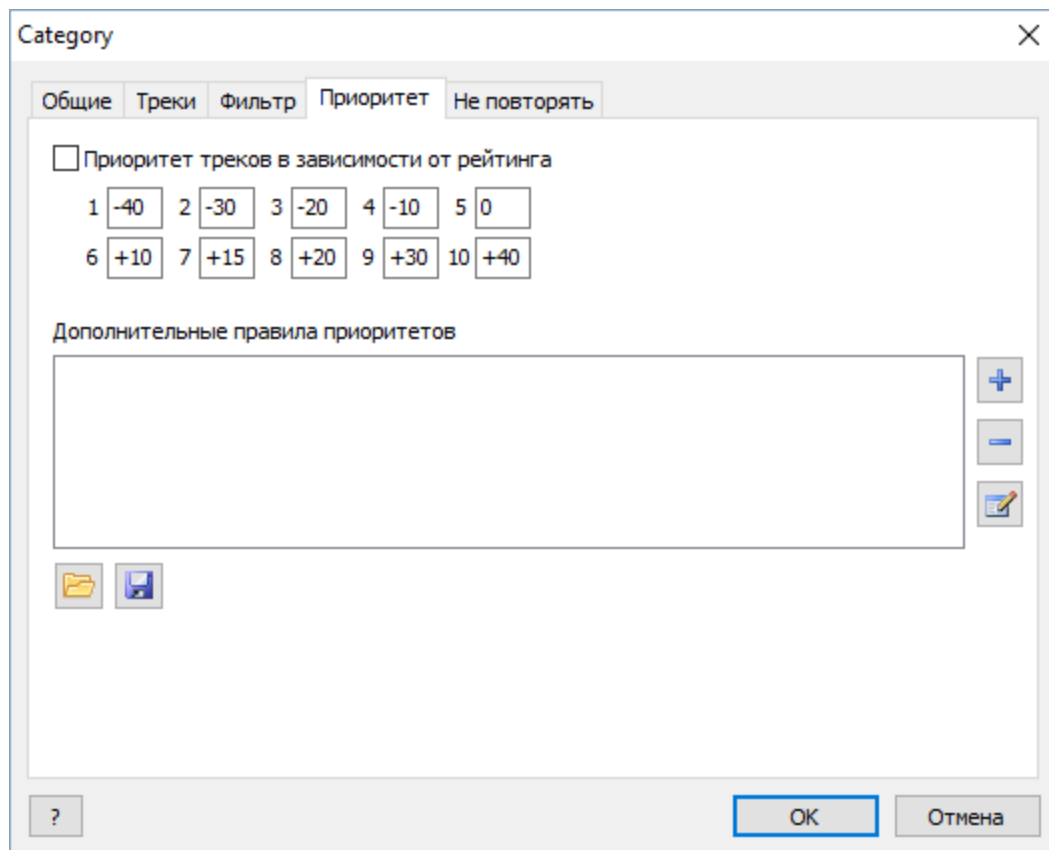 Category
Общие Треки Фильтр Приоритет Не повторять
Приоритет треков в зависимости от рейтинга
1 -40 2 -30 3 -20 4 -10 5 0
6 +10 7 +15 8 +20 9 +30 10 +40
Дополнительные правила приоритетов
? OK Отмена